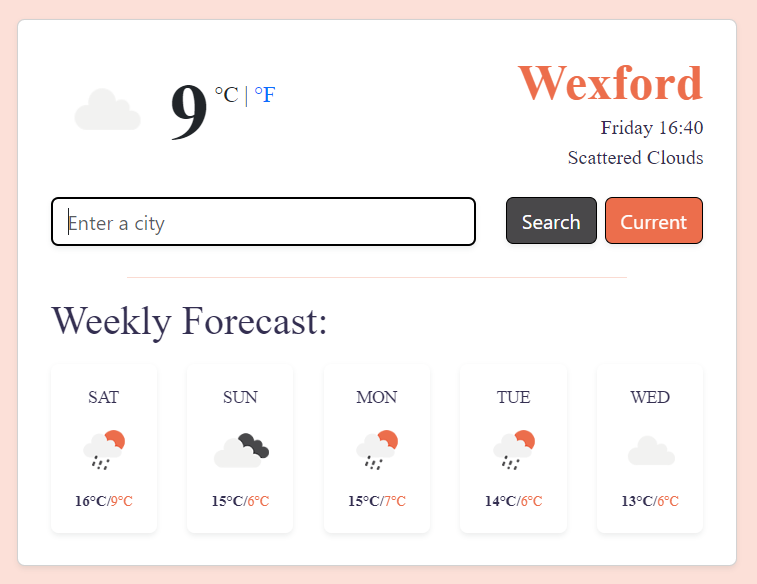 9 °C | °F
Wexford
Friday 16:40
Scattered Clouds
Enter a city
Search
Current
Weekly Forecast:
SAT SUN MON TUE WED
16°C/9°C 15°C/6°C 15°C/7°C 14°C/6°C 13°C/6°C